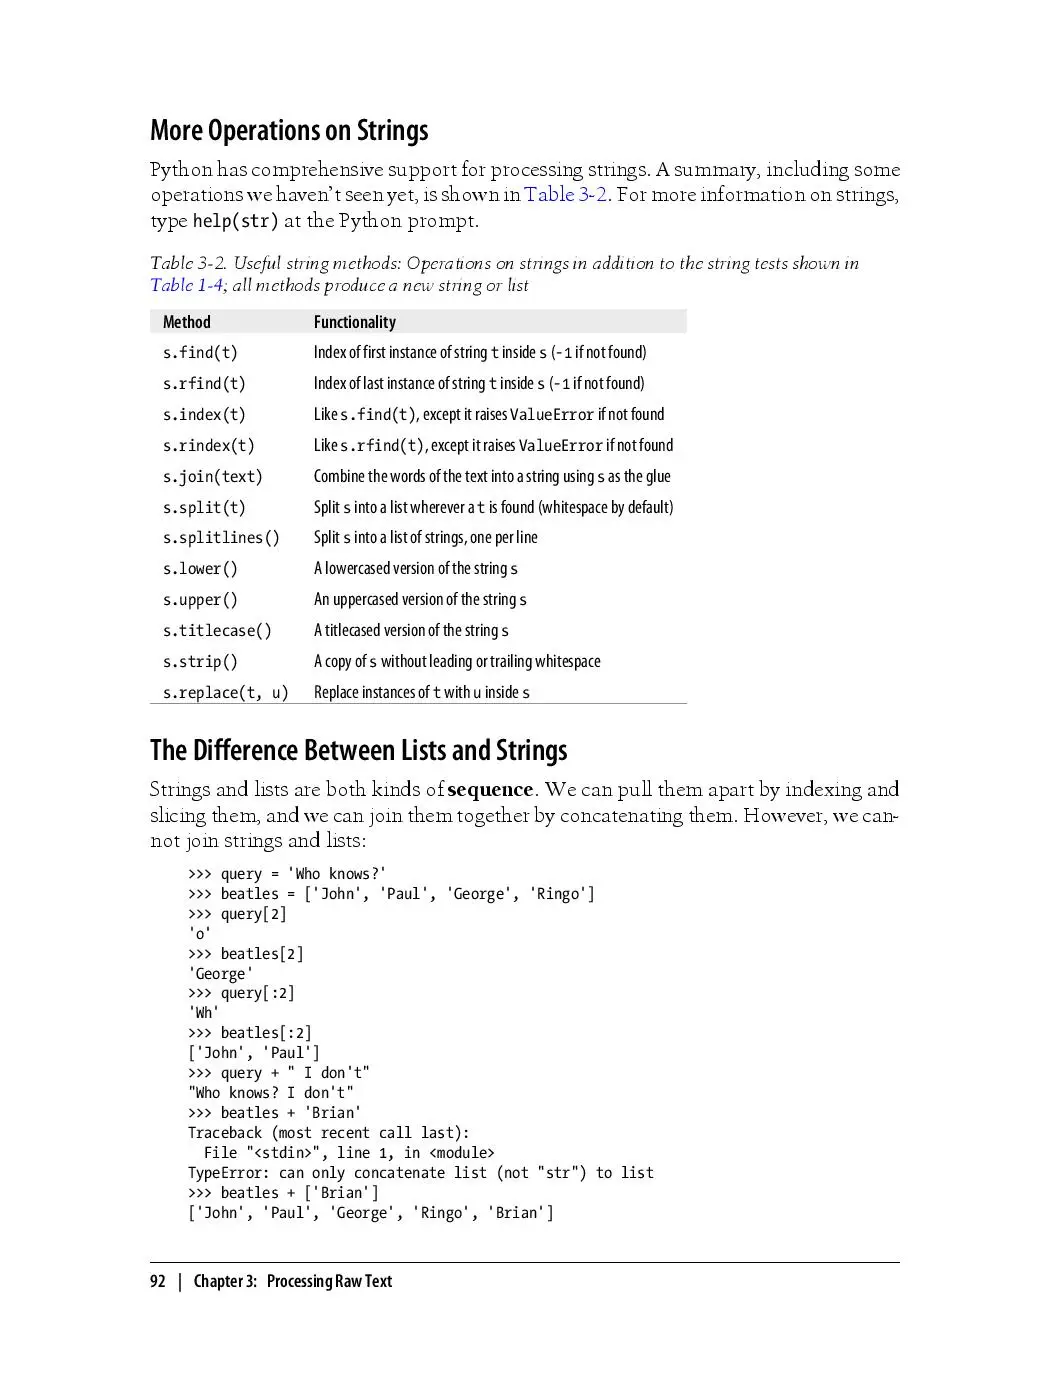 More Operations on Strings
Python has comprehensive support for processing strings. A summary, including some
operations we haven't seen yet, is shown in Table 3-2. For more information on strings,
type help(str) at the Python prompt.
Table 3-2. Useful string methods: Operations on strings in addition to the string tests shown in
Table 1-4; all methods produce a new string or list
Method Functionality
s.find(t) Index of first instance of string t inside s (-1 if not found)
s.rfind(t) Index of last instance of string t inside s (-1 if not found)
s.index(t) Like s.find(t), except it raises ValueError if not found
s.rindex(t) Like s.rfind(t), except it raises ValueError if not found
s.join(text) Combine the words of the text into a string using s as the glue
s.split(t) Split s into a list wherever a t is found (whitespace by default)
s.splitlines() Split s into a list of strings, one per line
s.lower() A lowercased version of the string s
s.upper() An uppercased version of the string s
s.titlecase() A titlecased version of the string s
s.strip() A copy of s without leading or trailing whitespace
s.replace(t, u) Replace instances of t with u inside s
The Difference Between Lists and Strings
Strings and lists are both kinds of sequence. We can pull them apart by indexing and
slicing them, and we can join them together by concatenating them. However, we can-
not join strings and lists:
>>> query = 'Who knows?'
>>> beatles = ['John', 'Paul', 'George', 'Ringo']
>>> query[2]
'o'
>>> beatles[2]
'George'
>>> query[:2]
'Wh'
>>> beatles[:2]
['John', 'Paul']
>>> query + " I don't"
"Who knows? I don't"
>>> beatles + 'Brian'
Traceback (most recent call last):
  File "<stdin>", line 1, in <module>
TypeError: can only concatenate list (not "str") to list
>>> beatles + ['Brian']
['John', 'Paul', 'George', 'Ringo', 'Brian']
92 | Chapter 3: Processing Raw Text